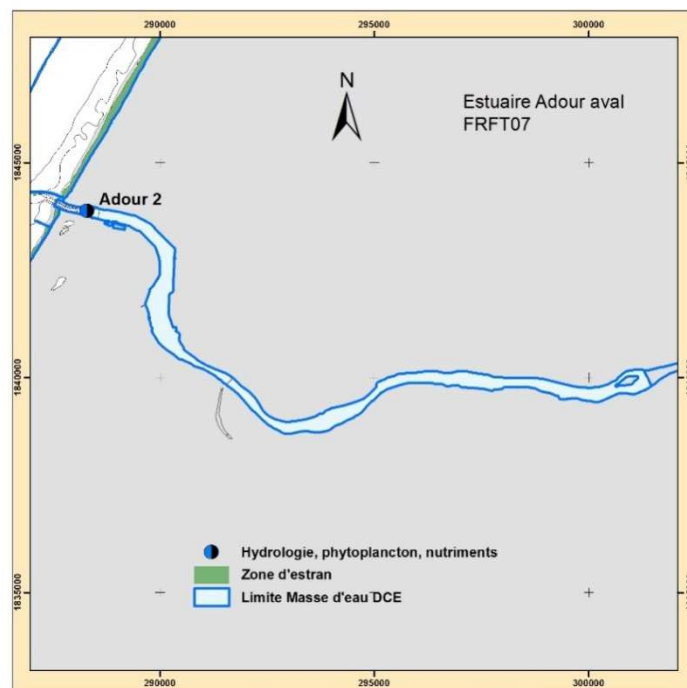 290000
295000
300000
Estuaire Adour aval
FRFT07
N
1845000
Adour 2
1840000
1840000
1835000
Hydrologie, phytoplancton, nutriments
Zone d'estran
Limite Masse d'eau DCE
290000
295000
300000